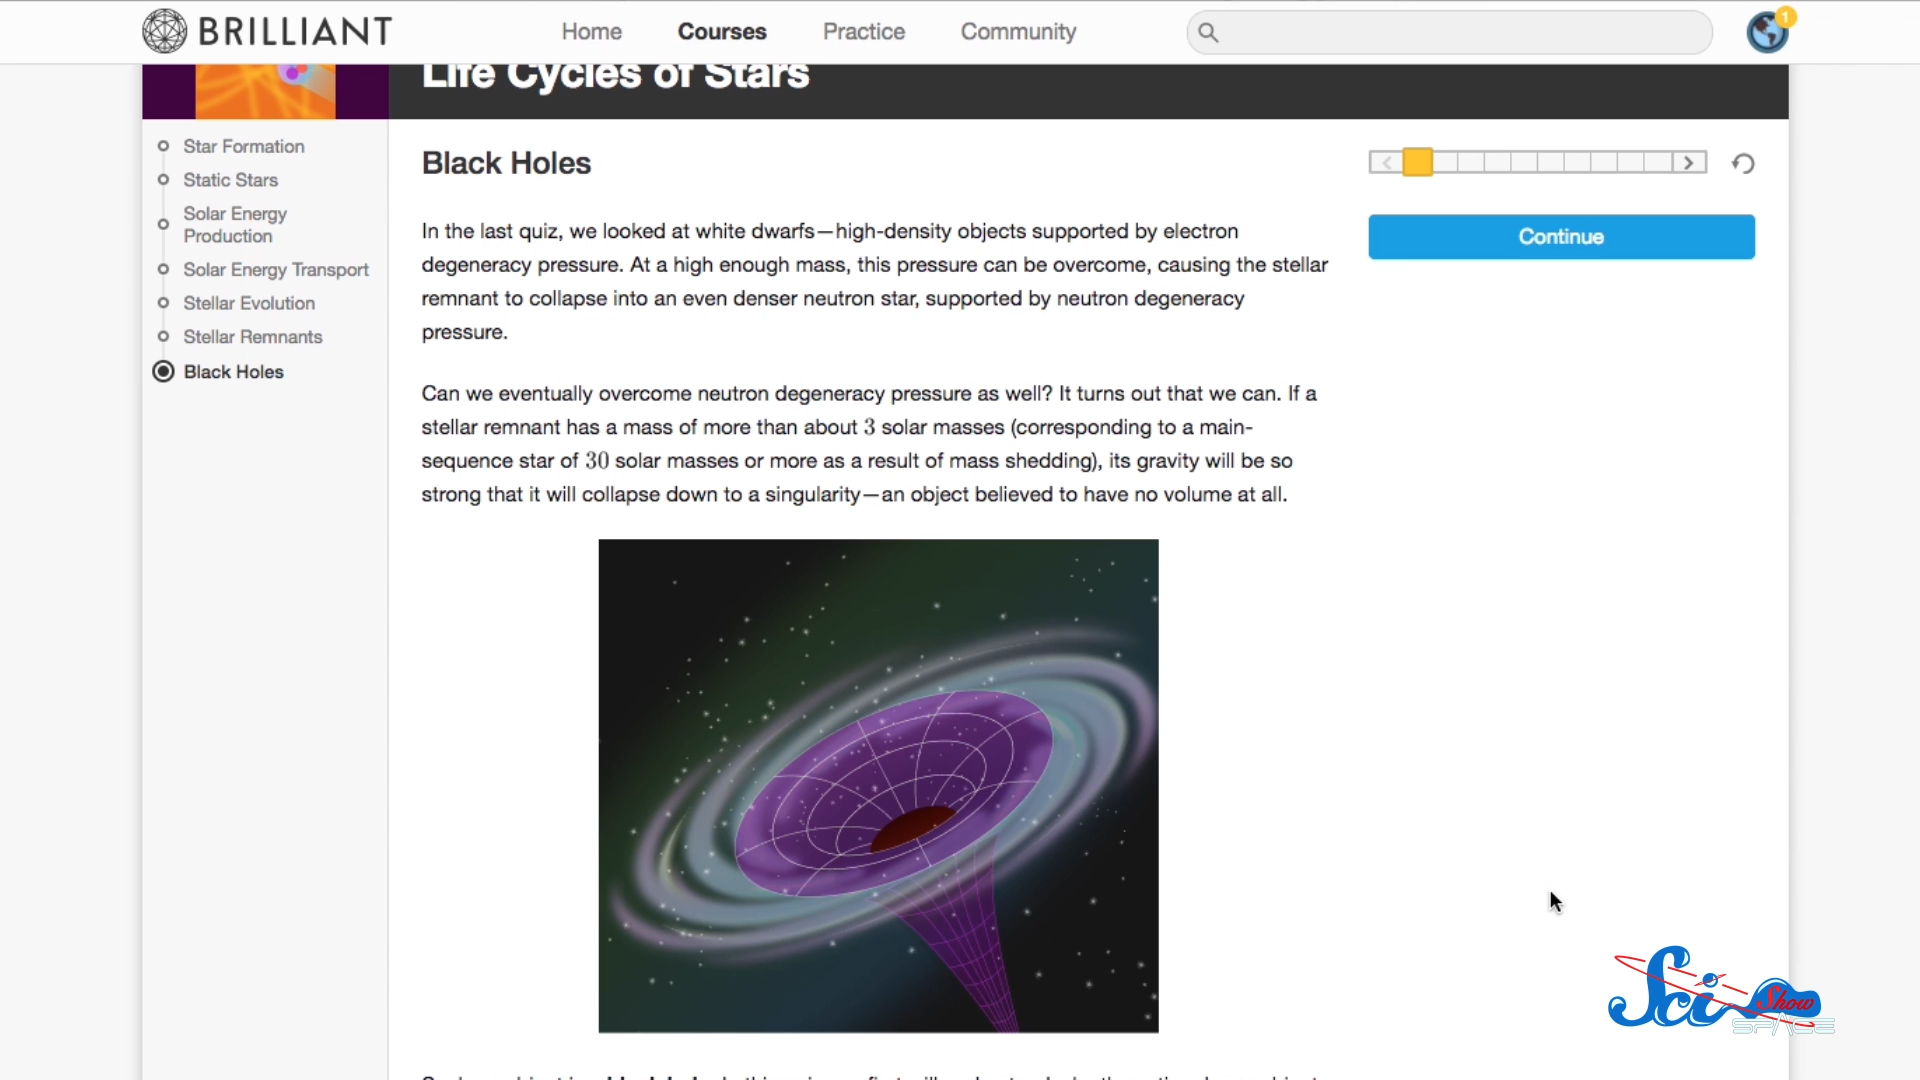 BRILLIANT
Home
Courses
Practice
Community
1
Life Cycles of Stars
Star Formation
Static Stars
Solar Energy
Production
Solar Energy Transport
Stellar Evolution
Stellar Remnants
Black Holes
Black Holes
Continue
In the last quiz, we looked at white dwarfs—high-density objects supported by electron
degeneracy pressure. At a high enough mass, this pressure can be overcome, causing the stellar
remnant to collapse into an even denser neutron star, supported by neutron degeneracy
pressure.
Can we eventually overcome neutron degeneracy pressure as well? It turns out that we can. If a
stellar remnant has a mass of more than about 3 solar masses (corresponding to a main-
sequence star of 30 solar masses or more as a result of mass shedding), its gravity will be so
strong that it will collapse down to a singularity—an object believed to have no volume at all.
Sci Show
SPACE